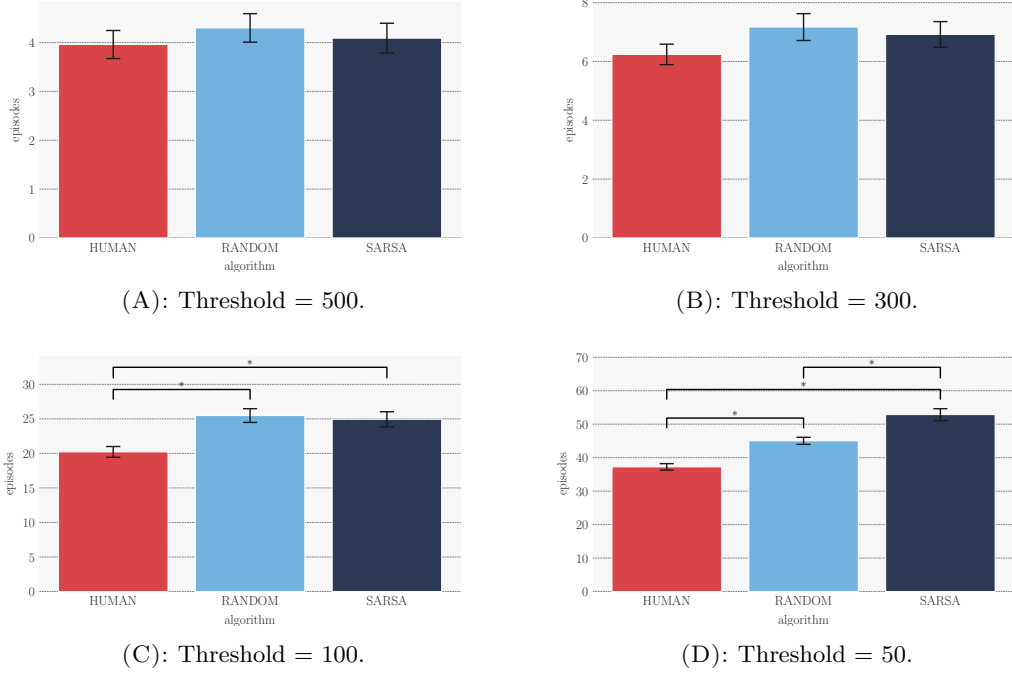 episodes
4
3
2
1
0
HUMAN RANDOM SARSA
algorithm
(A): Threshold = 500.
episodes
8
6
4
2
0
HUMAN RANDOM SARSA
algorithm
(B): Threshold = 300.
episodes
30
25
20
15
10
5
0
*
*
HUMAN RANDOM SARSA
algorithm
(C): Threshold = 100.
episodes
70
60
50
40
30
20
10
0
*
*
*
HUMAN RANDOM SARSA
algorithm
(D): Threshold = 50.